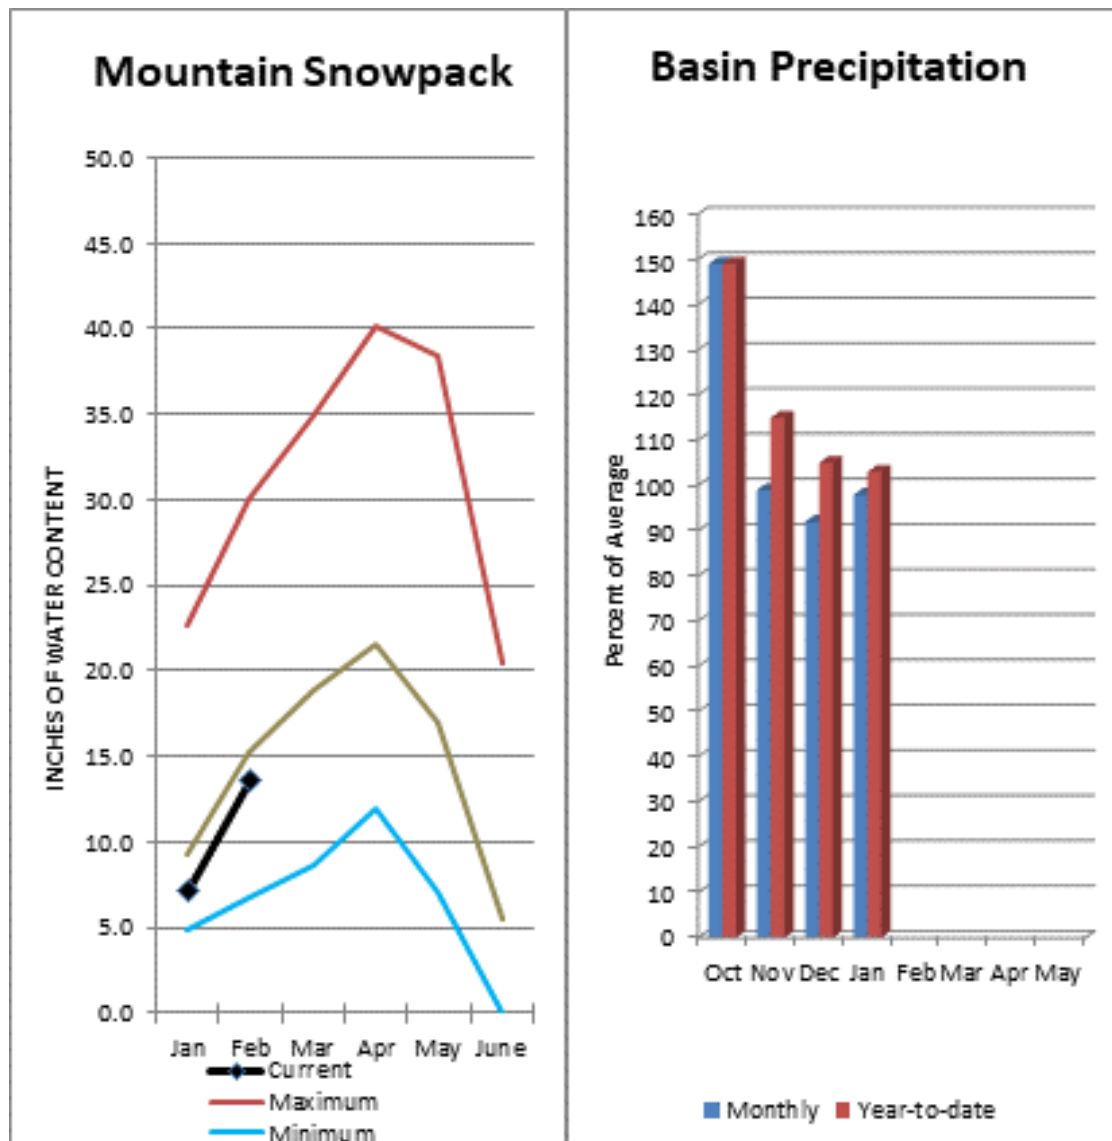 Mountain Snowpack
50.0
45.0
40.0
35.0
30.0
25.0
20.0
15.0
10.0
5.0
0.0
INCHES OF WATER CONTENT
Jan Feb Mar Apr May June
Current
Maximum
Minimum
Basin Precipitation
160
150
140
130
120
110
100
90
80
70
60
50
40
30
20
10
0
Percent of Average
Oct Nov Dec Jan Feb Mar Apr May
Monthly Year-to-date